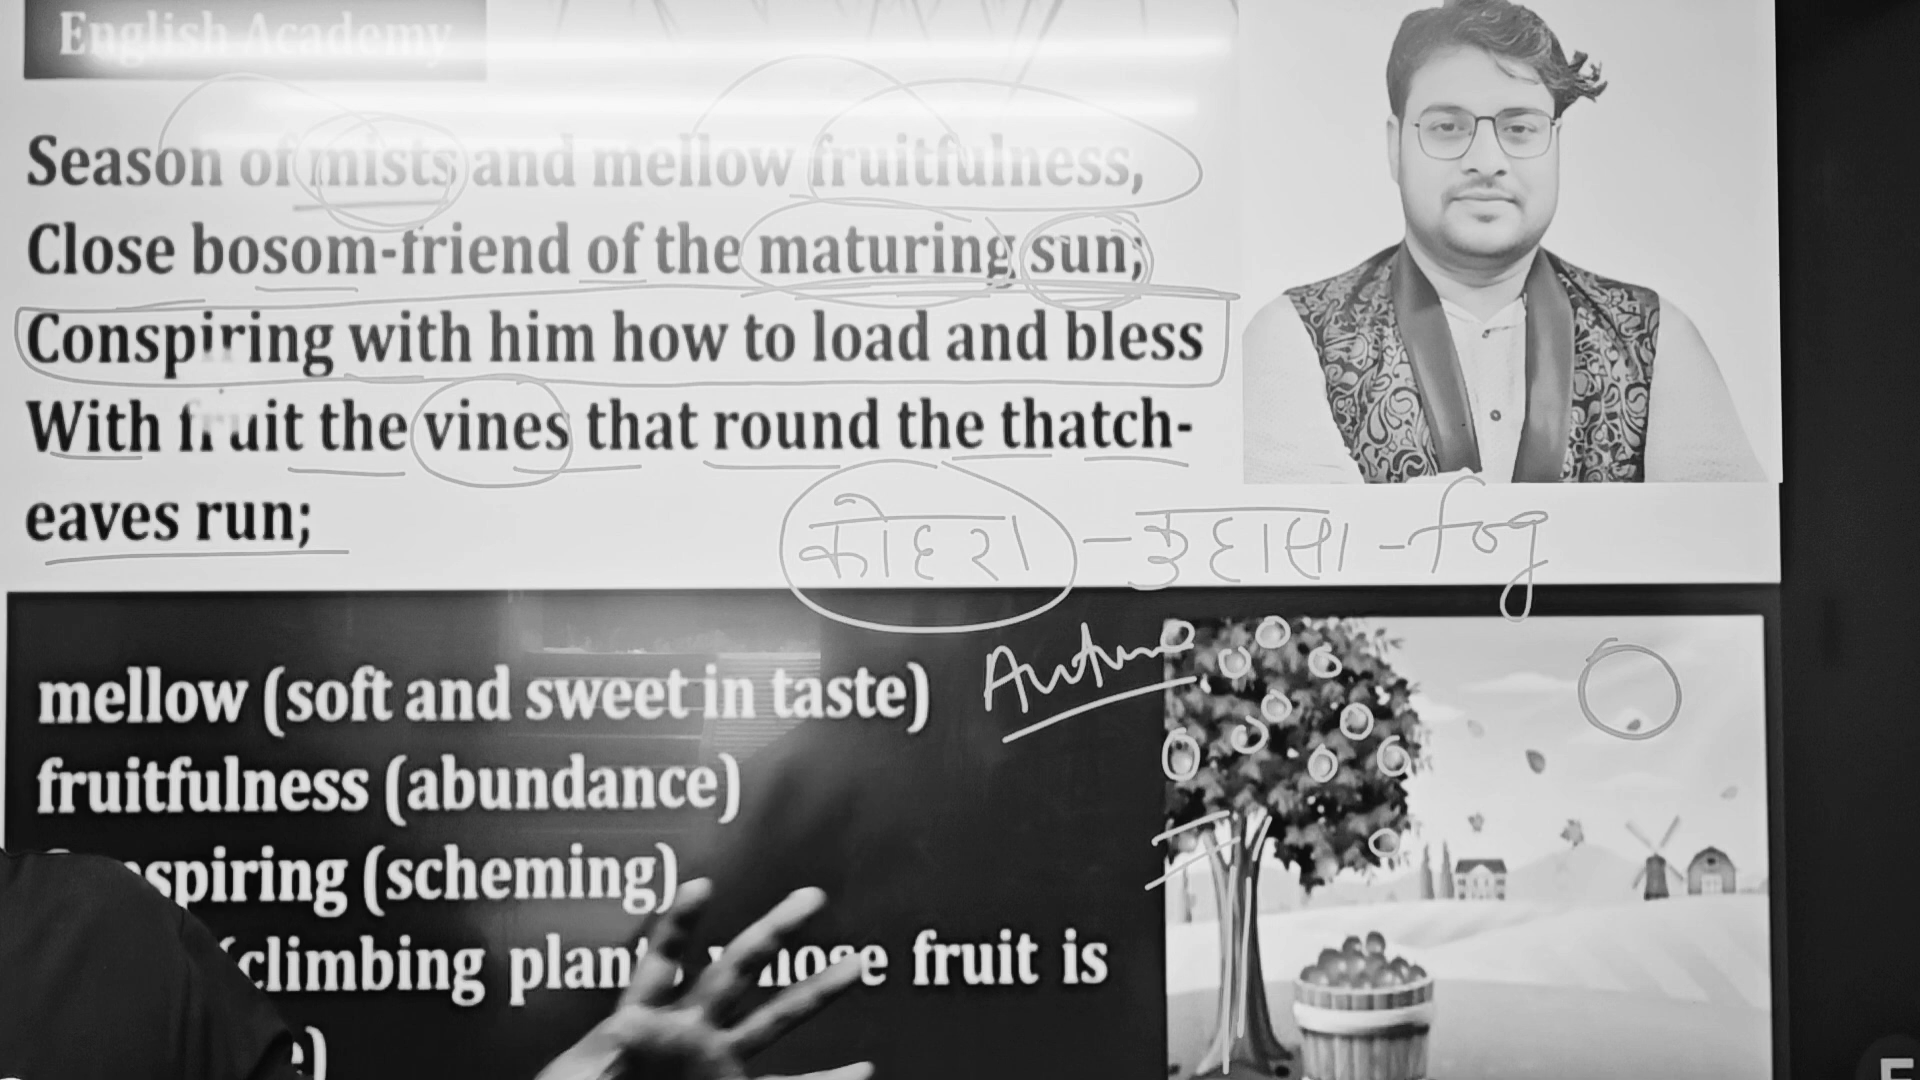 English Academy
Season of mists and mellow fruitfulness,
Close bosom-friend of the maturing sun;
Conspiring with him how to load and bless
With fruit the vines that round the thatch-
eaves run;
कोहरा - कुहासा - fog
mellow (soft and sweet in taste)
fruitfulness (abundance)
spiring (scheming)
(climbing plant, whose fruit is